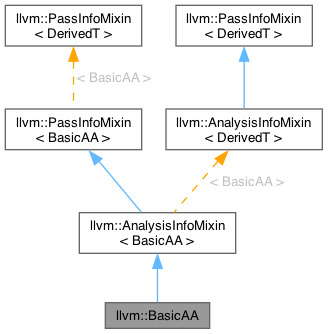 llvm::PassInfoMixin
< DerivedT >
llvm::PassInfoMixin
< DerivedT >
< BasicAA >
llvm::PassInfoMixin
< BasicAA >
llvm::AnalysisInfoMixin
< DerivedT >
< BasicAA >
llvm::AnalysisInfoMixin
< BasicAA >
llvm::BasicAA